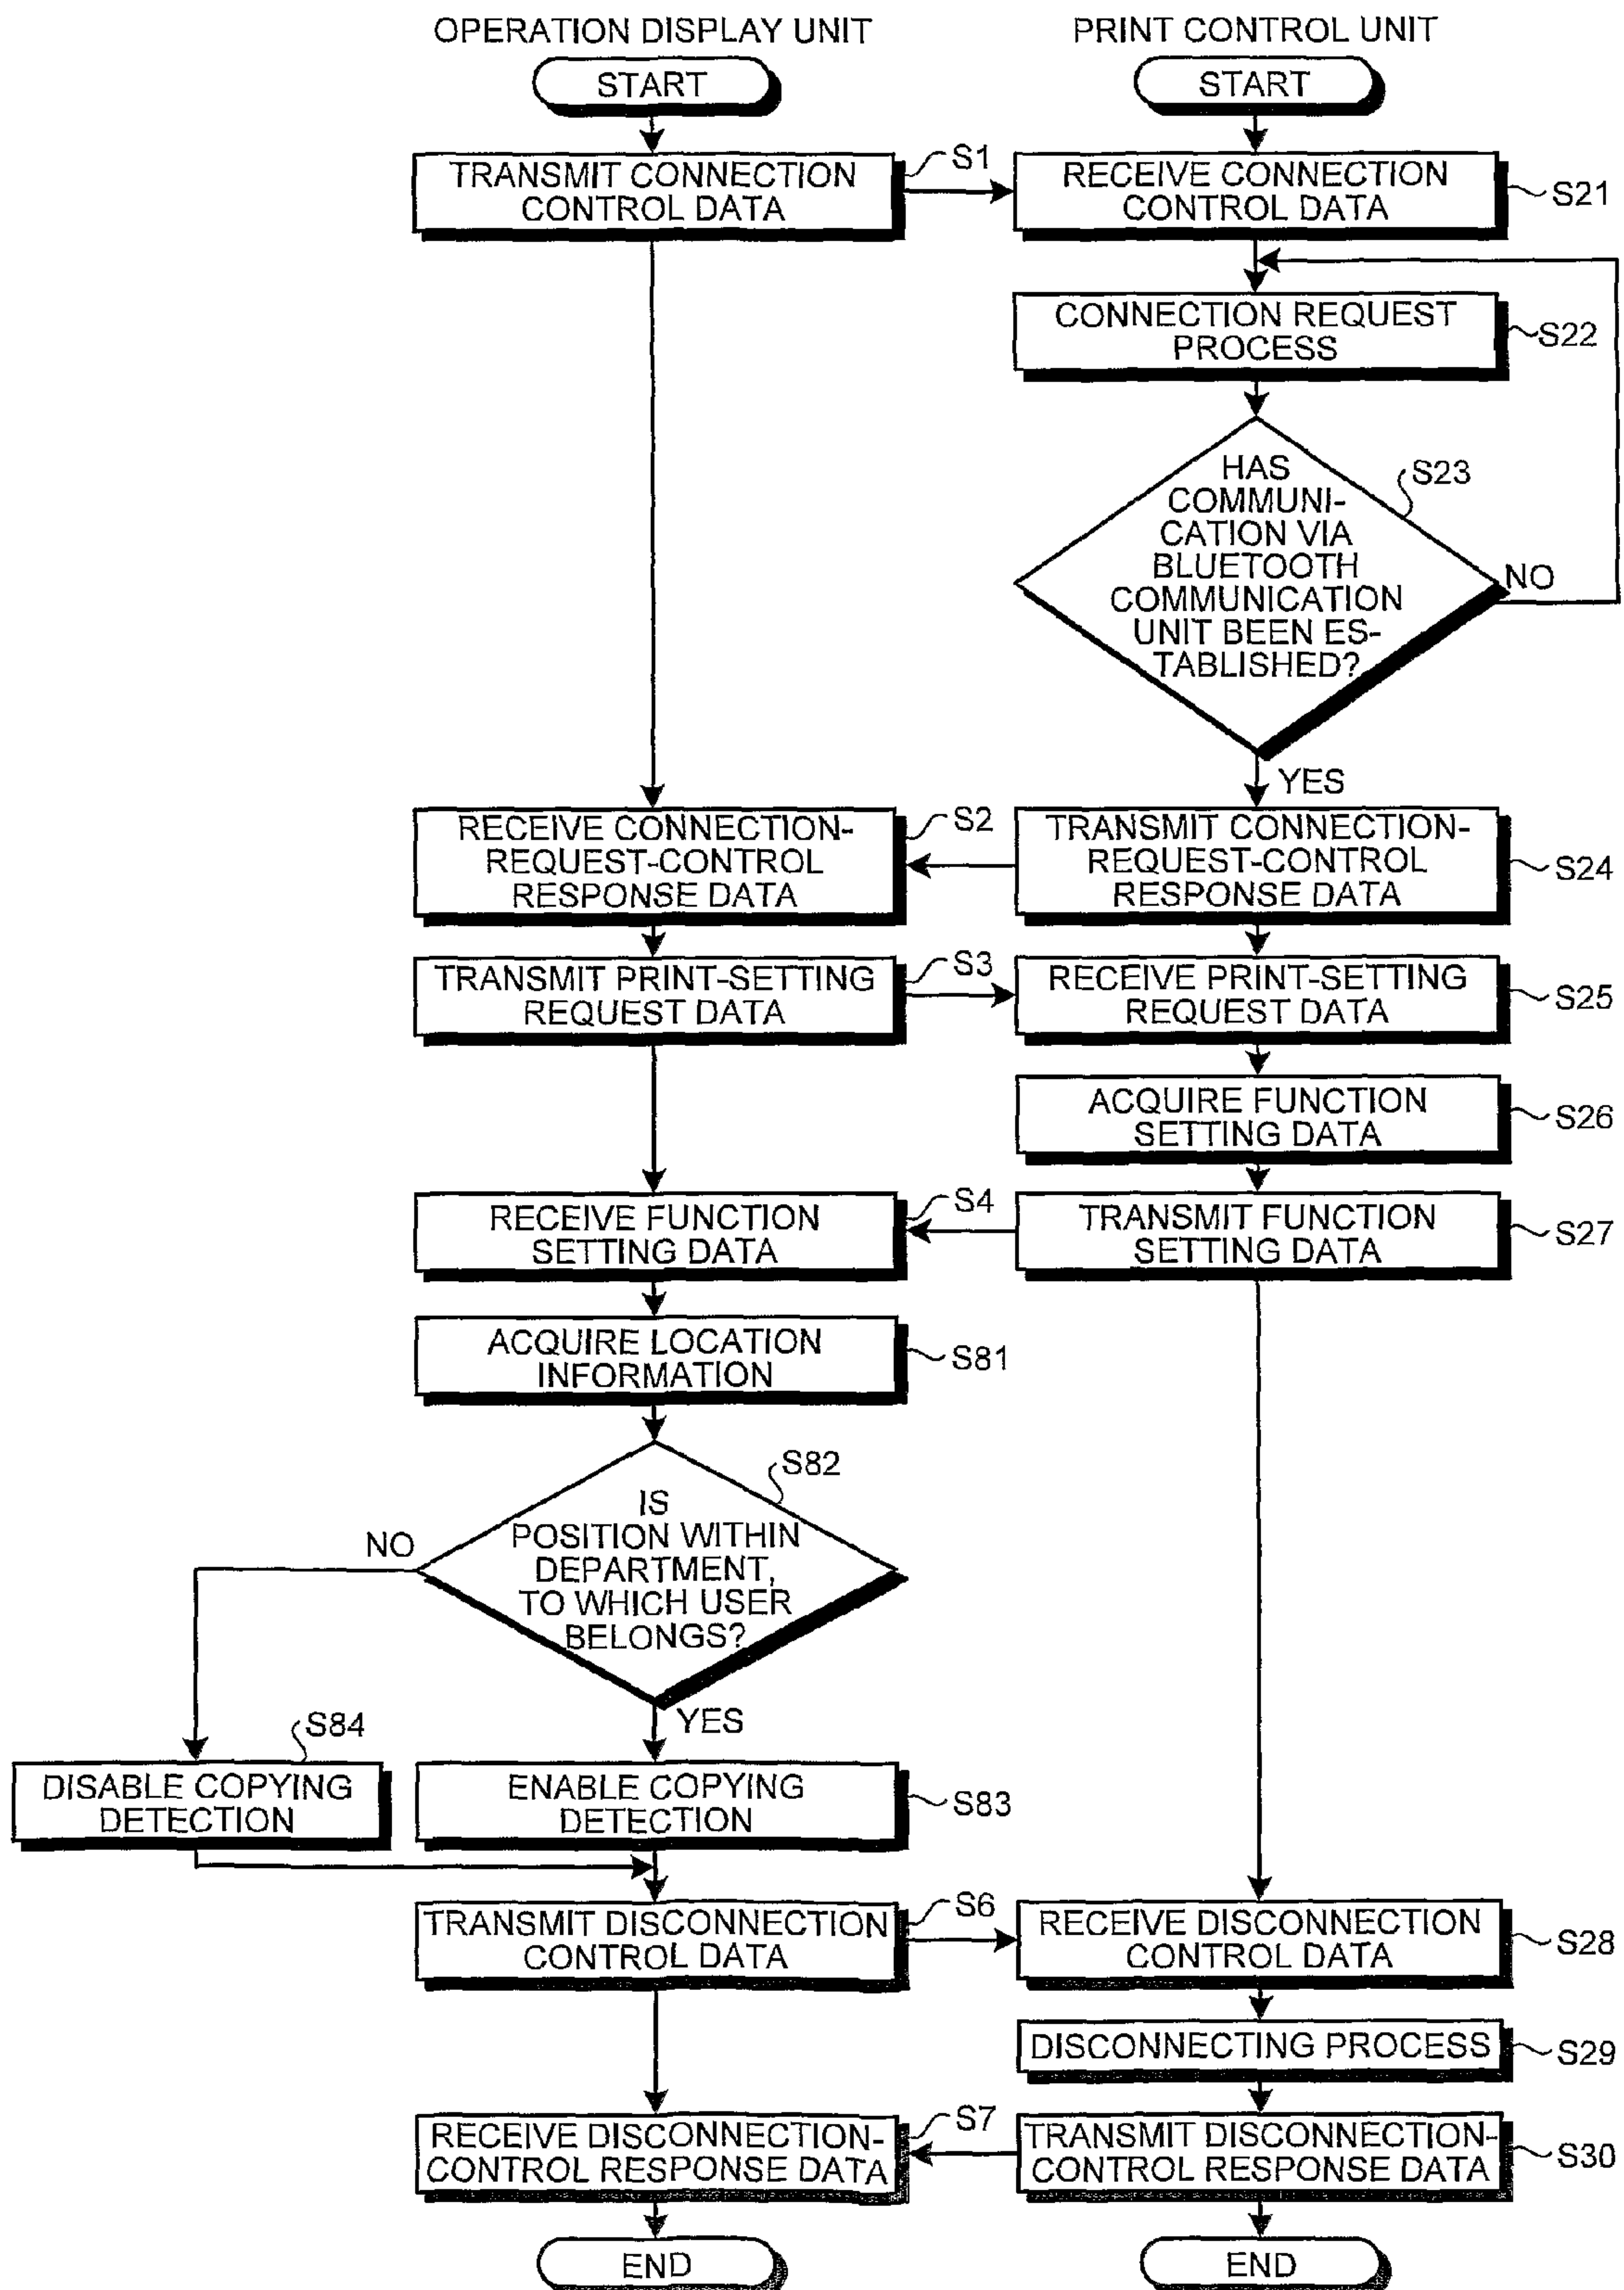 OPERATION DISPLAY UNIT
PRINT CONTROL UNIT
START
START
TRANSMIT CONNECTION
CONTROL DATA
S1
RECEIVE CONNECTION
CONTROL DATA
S21
CONNECTION REQUEST
PROCESS
S22
HAS
COMMUNI-
CATION VIA
BLUETOOTH
COMMUNICATION
UNIT BEEN ES-
TABLISHED?
S23
NO
YES
RECEIVE CONNECTION-
REQUEST-CONTROL
RESPONSE DATA
S2
TRANSMIT CONNECTION-
REQUEST-CONTROL
RESPONSE DATA
S24
TRANSMIT PRINT-SETTING
REQUEST DATA
S3
RECEIVE PRINT-SETTING
REQUEST DATA
S25
ACQUIRE FUNCTION
SETTING DATA
S26
RECEIVE FUNCTION
SETTING DATA
S4
TRANSMIT FUNCTION
SETTING DATA
S27
ACQUIRE LOCATION
INFORMATION
S81
IS
POSITION WITHIN
DEPARTMENT,
TO WHICH USER
BELONGS?
S82
NO
YES
S84
DISABLE COPYING
DETECTION
ENABLE COPYING
DETECTION
S83
TRANSMIT DISCONNECTION
CONTROL DATA
S6
RECEIVE DISCONNECTION
CONTROL DATA
S28
DISCONNECTING PROCESS
S29
RECEIVE DISCONNECTION-
CONTROL RESPONSE DATA
S7
TRANSMIT DISCONNECTION-
CONTROL RESPONSE DATA
S30
END
END